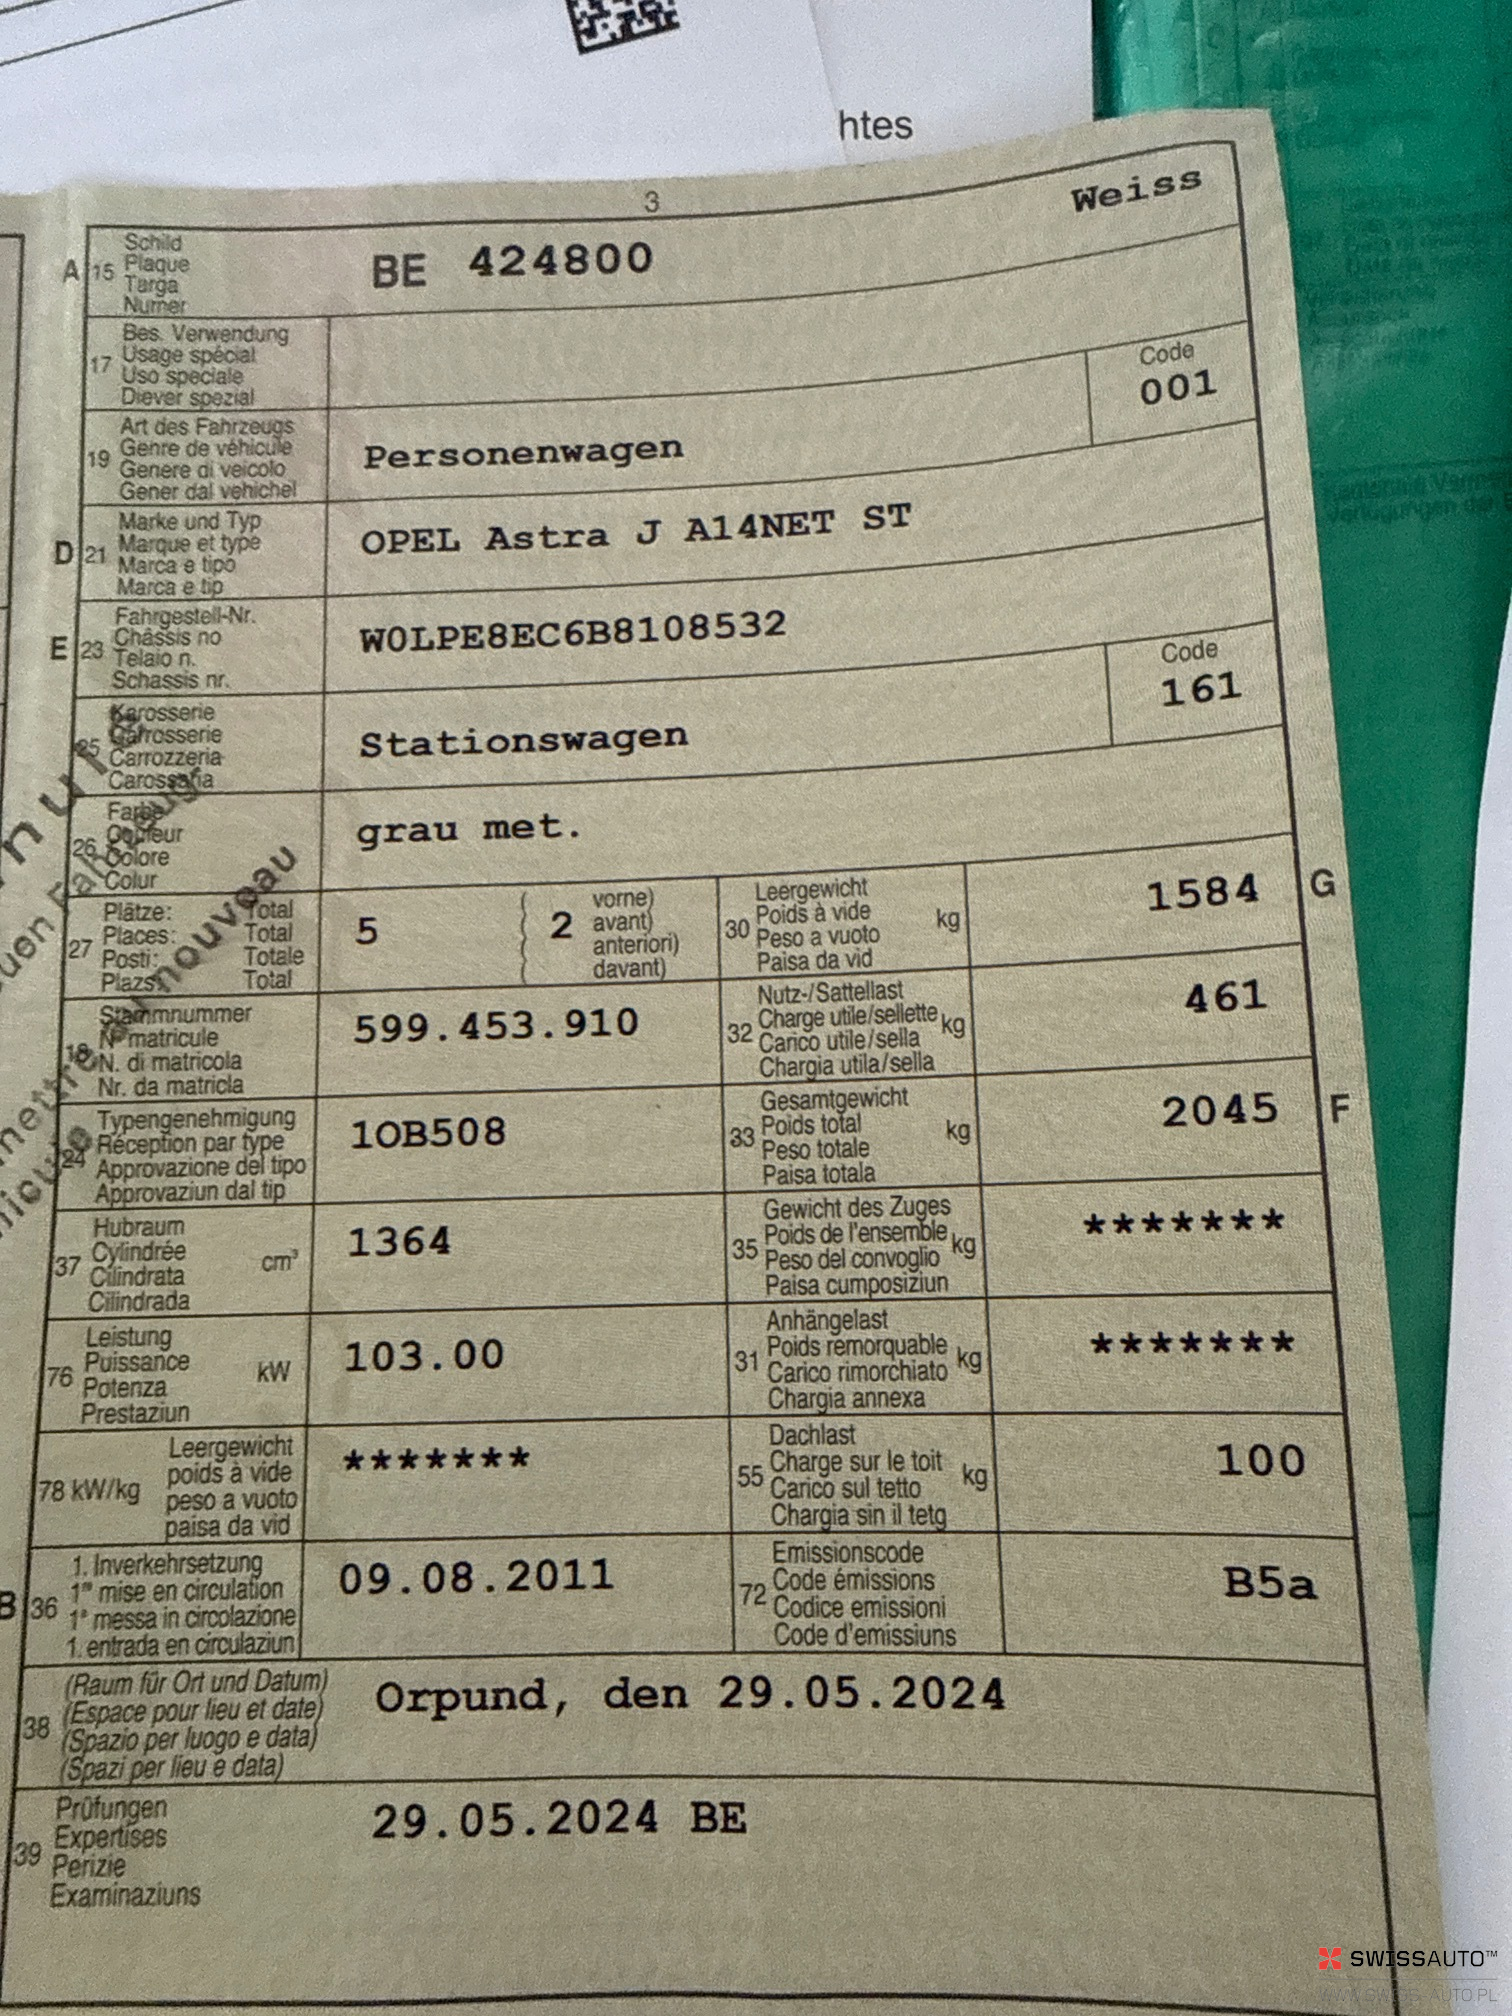 htes
3
Weiss
A 15 Schild
Plaque
Targa
Numer
BE 424800
17 Bes. Verwendung
Usage spécial
Uso speciale
Diever spezial
19 Art des Fahrzeugs
Genre de véhicule
Genere di veicolo
Gener dal vehichel
Personenwagen
Code
001
D 21 Marke und Typ
Marque et type
Marca e tipo
Marca e tip
OPEL Astra J A14NET ST
E 23 Fahrgestell-Nr.
Châssis no
Telaio n.
Schassis nr.
W0LPE8EC6B8108532
25 Karosserie
Carrosserie
Carrozzeria
Carossaria
Stationswagen
Code
161
26 Farbe
Couleur
Colore
Colur
grau met.
27 Plätze: Total
Places: Total
Posti: Totale
Plazs: Total
5
2
vorne)
avant)
anteriori)
davant)
30 Leergewicht
Poids à vide
Peso a vuoto
Paisa da vid
kg
1584 G
18 Stammnummer
N° matricule
N. di matricola
Nr. da matricla
599.453.910
32 Nutz-/Sattellast
Charge utile/sellette
Carico utile/sella
Chargia utila/sella
kg
461
24 Typengenehmigung
Réception par type
Approvazione del tipo
Approvaziun dal tip
1OB508
33 Gesamtgewicht
Poids total
Peso totale
Paisa totala
kg
2045 F
37 Hubraum
Cylindrée
Cilindrata
Cilindrada
cm³
1364
35 Gewicht des Zuges
Poids de l'ensemble
Peso del convoglio
Paisa cumposiziun
kg
*******
76 Leistung
Puissance
Potenza
Prestaziun
kW
103.00
31 Anhängelast
Poids remorquable
Carico rimorchiato
Chargia annexa
kg
*******
78 kW/kg
Leergewicht
poids à vide
peso a vuoto
paisa da vid
*******
55 Dachlast
Charge sur le toit
Carico sul tetto
Chargia sin il tetg
kg
100
B 36 1. Inverkehrsetzung
1re mise en circulation
1a messa in circolazione
1. entrada en circulaziun
09.08.2011
72 Emissionscode
Code émissions
Codice emissioni
Code d'emissiuns
B5a
38 (Raum für Ort und Datum)
(Espace pour lieu et date)
(Spazio per luogo e data)
(Spazi per lieu e data)
Orpund, den 29.05.2024
39 Prüfungen
Expertises
Perizie
Examinaziuns
29.05.2024 BE
nouveau
SWISSAUTO™
WWW.SWISS-AUTO.PL